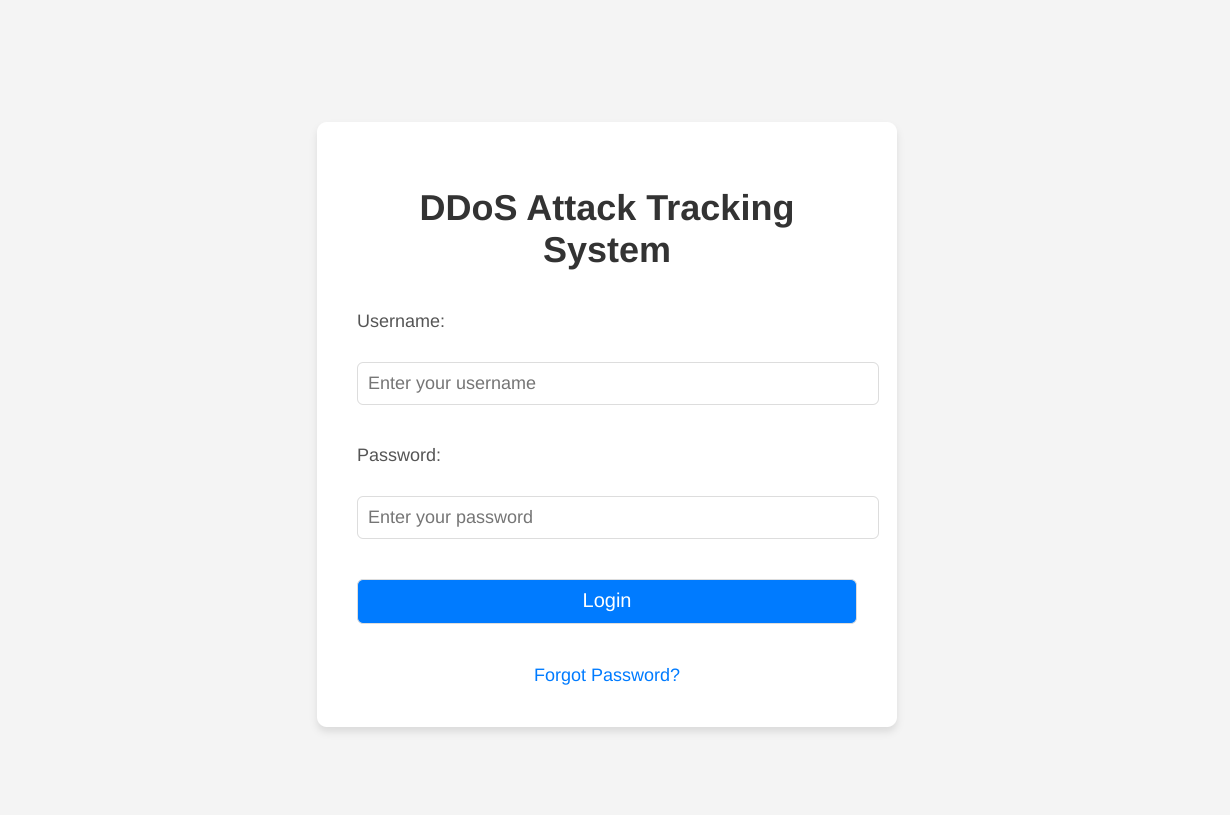 DDoS Attack Tracking
System
Username:
Enter your username
Password:
Enter your password
Login
Forgot Password?